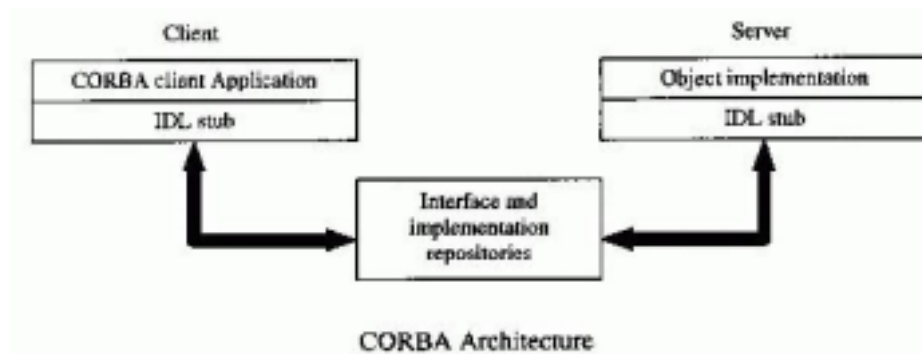 Client
Server
CORBA client Application
Object implementation
IDL stub
IDL stub
Interface and
implementation
repositories
CORBA Architecture